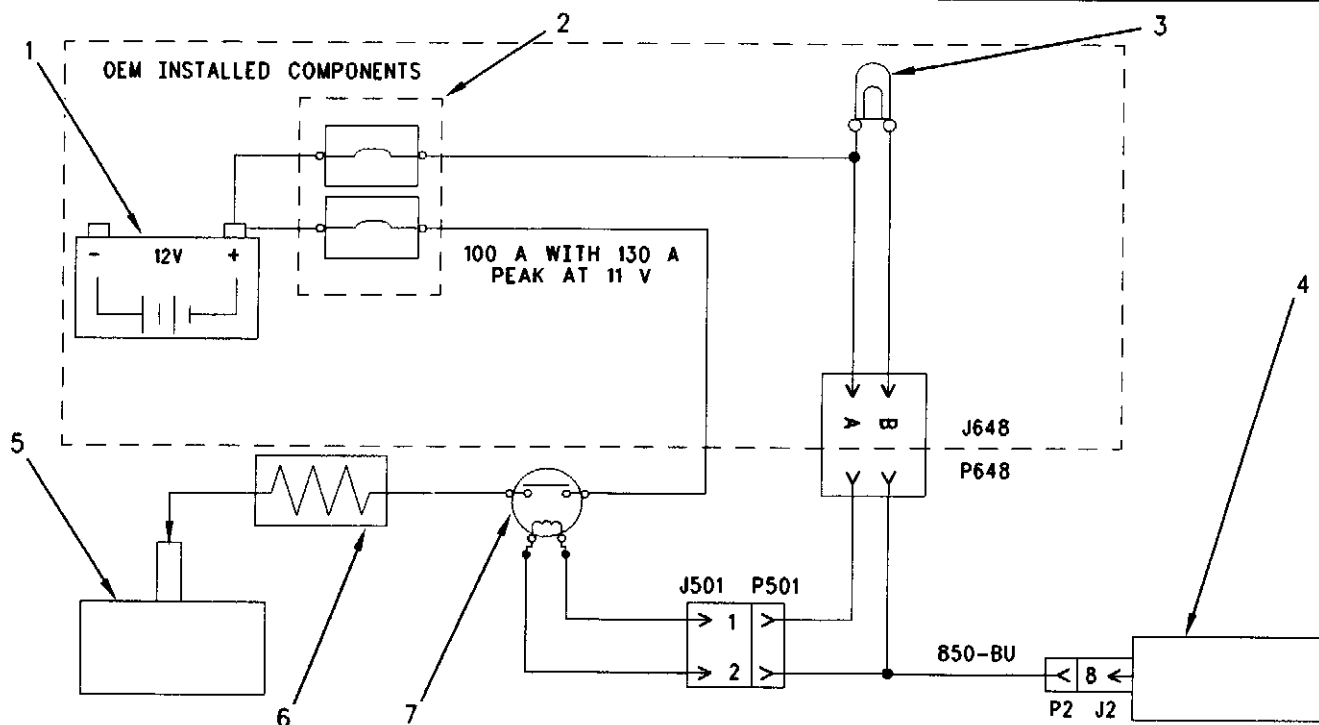 1
2
3
OEM INSTALLED COMPONENTS
- 12V +
100 A WITH 130 A
PEAK AT 11 V
4
A B
J648
P648
5
6
7
J501 P501
1
2
850-BU
8
P2 J2